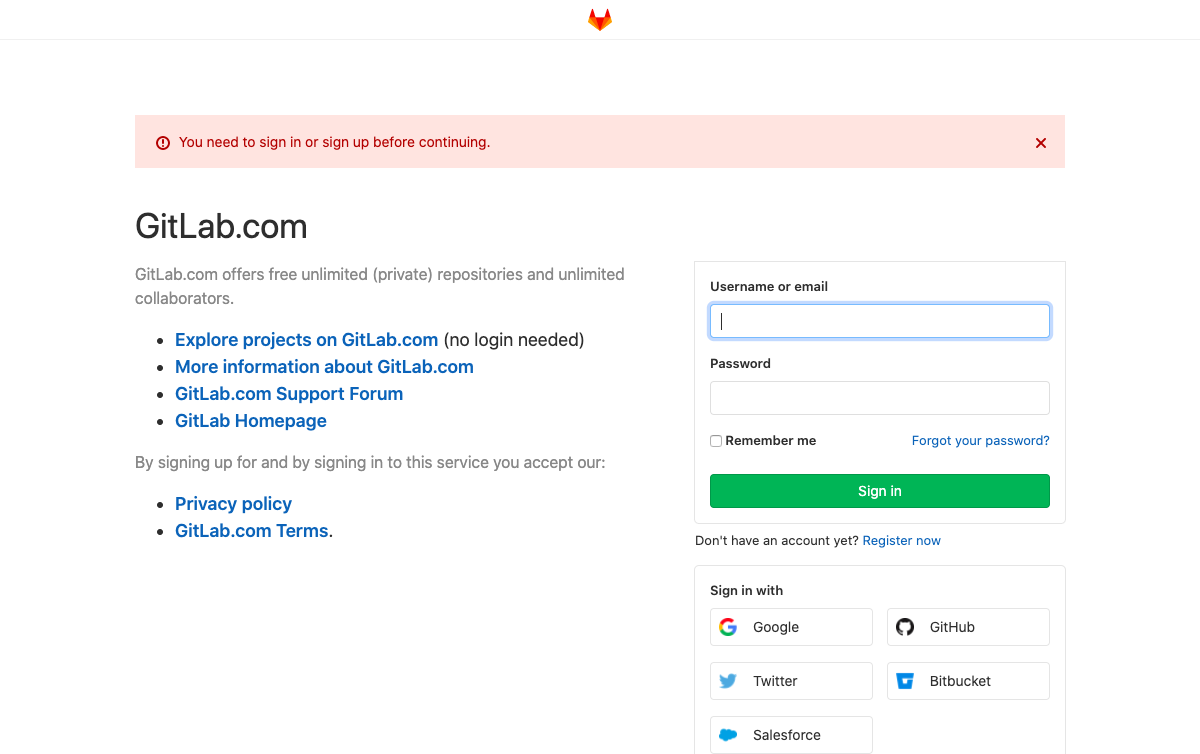 You need to sign in or sign up before continuing.
GitLab.com
GitLab.com offers free unlimited (private) repositories and unlimited
collaborators.
Explore projects on GitLab.com (no login needed)
More information about GitLab.com
GitLab.com Support Forum
GitLab Homepage
By signing up for and by signing in to this service you accept our:
Privacy policy
GitLab.com Terms.
Username or email
Password
Remember me Forgot your password?
Sign in
Don't have an account yet? Register now
Sign in with
Google GitHub
Twitter Bitbucket
Salesforce